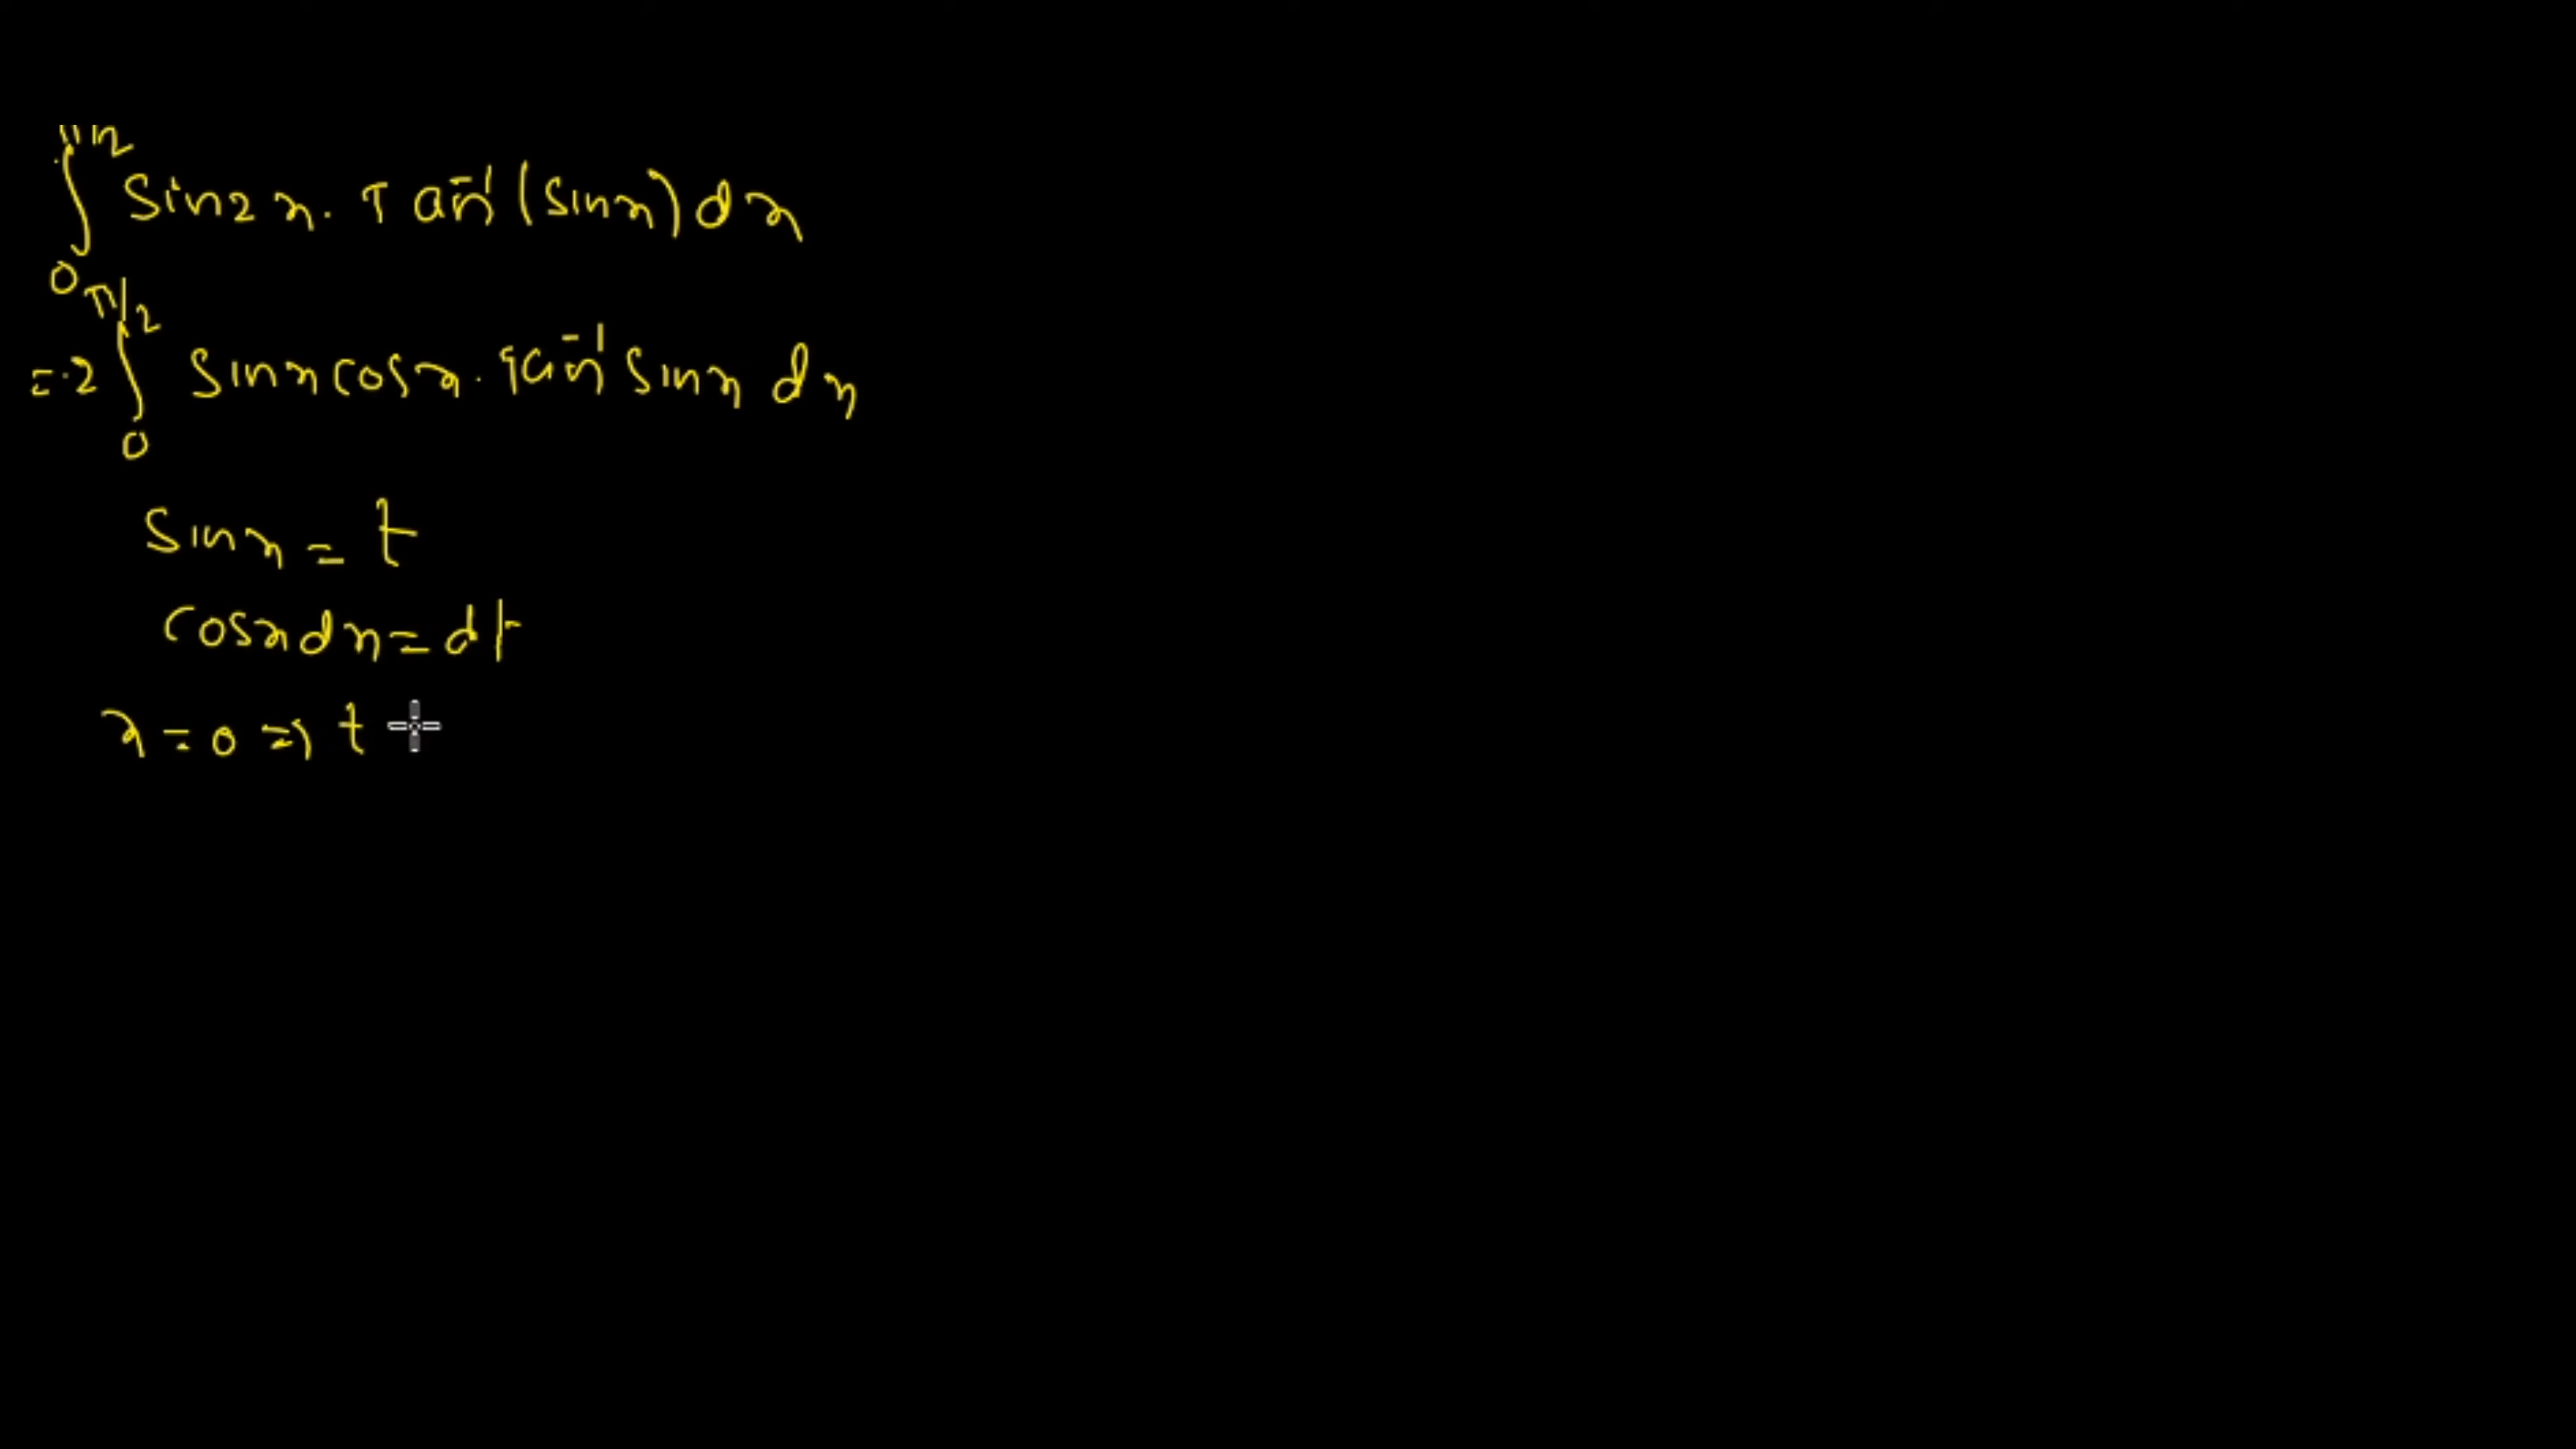 ∫₀^π/2 Sin2x. Tan⁻¹(Sinx)dx
=2∫₀^π/2 Sinx Cosx. Tan⁻¹ Sinx dx
Sinx = t
Cosx dx = dt
x = 0 ⇒ t